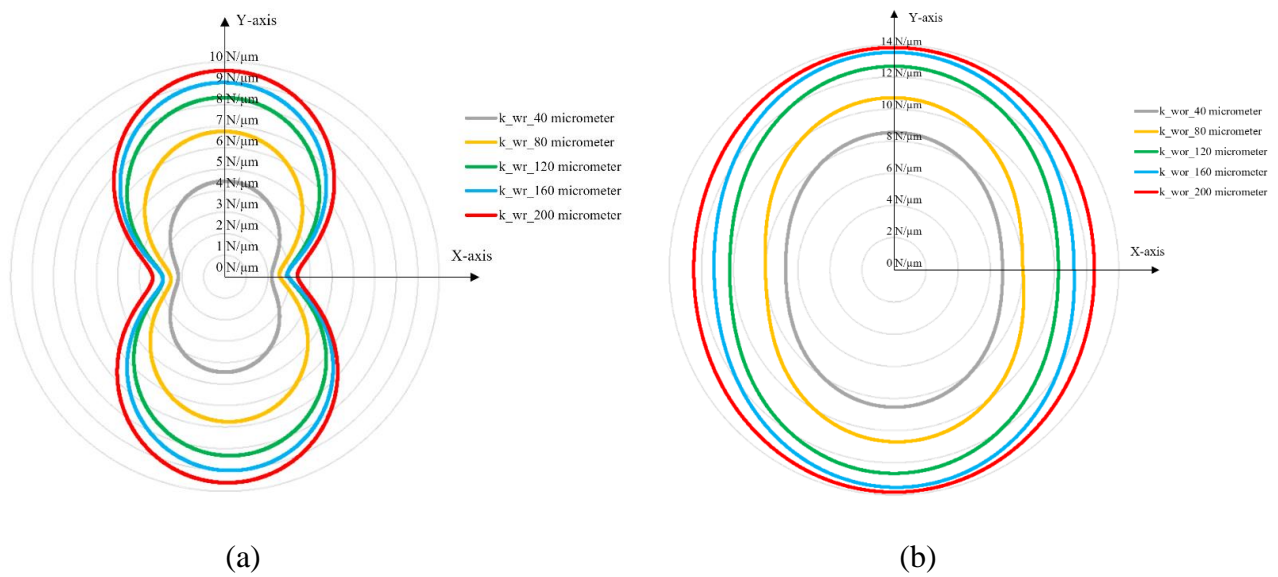 Y-axis
10 N/µm
9 N/µm
8 N/µm
7 N/µm
6 N/µm
5 N/µm
4 N/µm
3 N/µm
2 N/µm
1 N/µm
0 N/µm
X-axis
k_wr_40 micrometer
k_wr_80 micrometer
k_wr_120 micrometer
k_wr_160 micrometer
k_wr_200 micrometer
(a)
Y-axis
14 N/µm
12 N/µm
10 N/µm
8 N/µm
6 N/µm
4 N/µm
2 N/µm
0 N/µm
X-axis
k_wor_40 micrometer
k_wor_80 micrometer
k_wor_120 micrometer
k_wor_160 micrometer
k_wor_200 micrometer
(b)